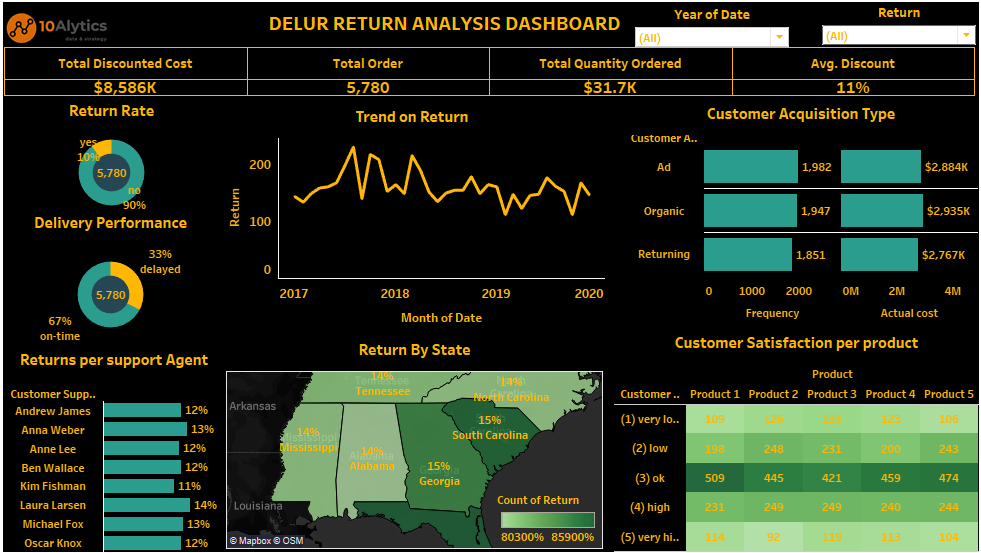 10Alytics
data & strategy
DELUR RETURN ANALYSIS DASHBOARD
Year of Date
(All)
Return
(All)
Total Discounted Cost
Total Order
Total Quantity Ordered
Avg. Discount
$8,586K
5,780
$31.7K
11%
Return Rate
yes
10%
5,780
no
90%
Delivery Performance
33%
delayed
5,780
67%
on-time
Trend on Return
Return
200
100
0
2017
2018
2019
2020
Month of Date
Customer Acquisition Type
Customer A..
Ad
1,982
$2,884K
Organic
1,947
$2,935K
Returning
1,851
$2,767K
0
1000
2000
0M
2M
4M
Frequency
Actual cost
Returns per support Agent
Customer Supp..
Andrew James
12%
Anna Weber
13%
Anne Lee
12%
Ben Wallace
12%
Kim Fishman
11%
Laura Larsen
14%
Michael Fox
13%
Oscar Knox
12%
Return By State
14%
Tennessee
14%
North Carolina
Arkansas
15%
South Carolina
14%
Mississippi
14%
Alabama
15%
Georgia
Louisiana
Count of Return
80300%
85900%
© Mapbox © OSM
Customer Satisfaction per product
Product
Customer ..
Product 1
Product 2
Product 3
Product 4
Product 5
(1) very lo..
109
126
123
106
(2) low
198
248
231
200
243
(3) ok
509
445
421
459
474
(4) high
231
249
249
240
244
(5) very hi..
114
92
119
113
104